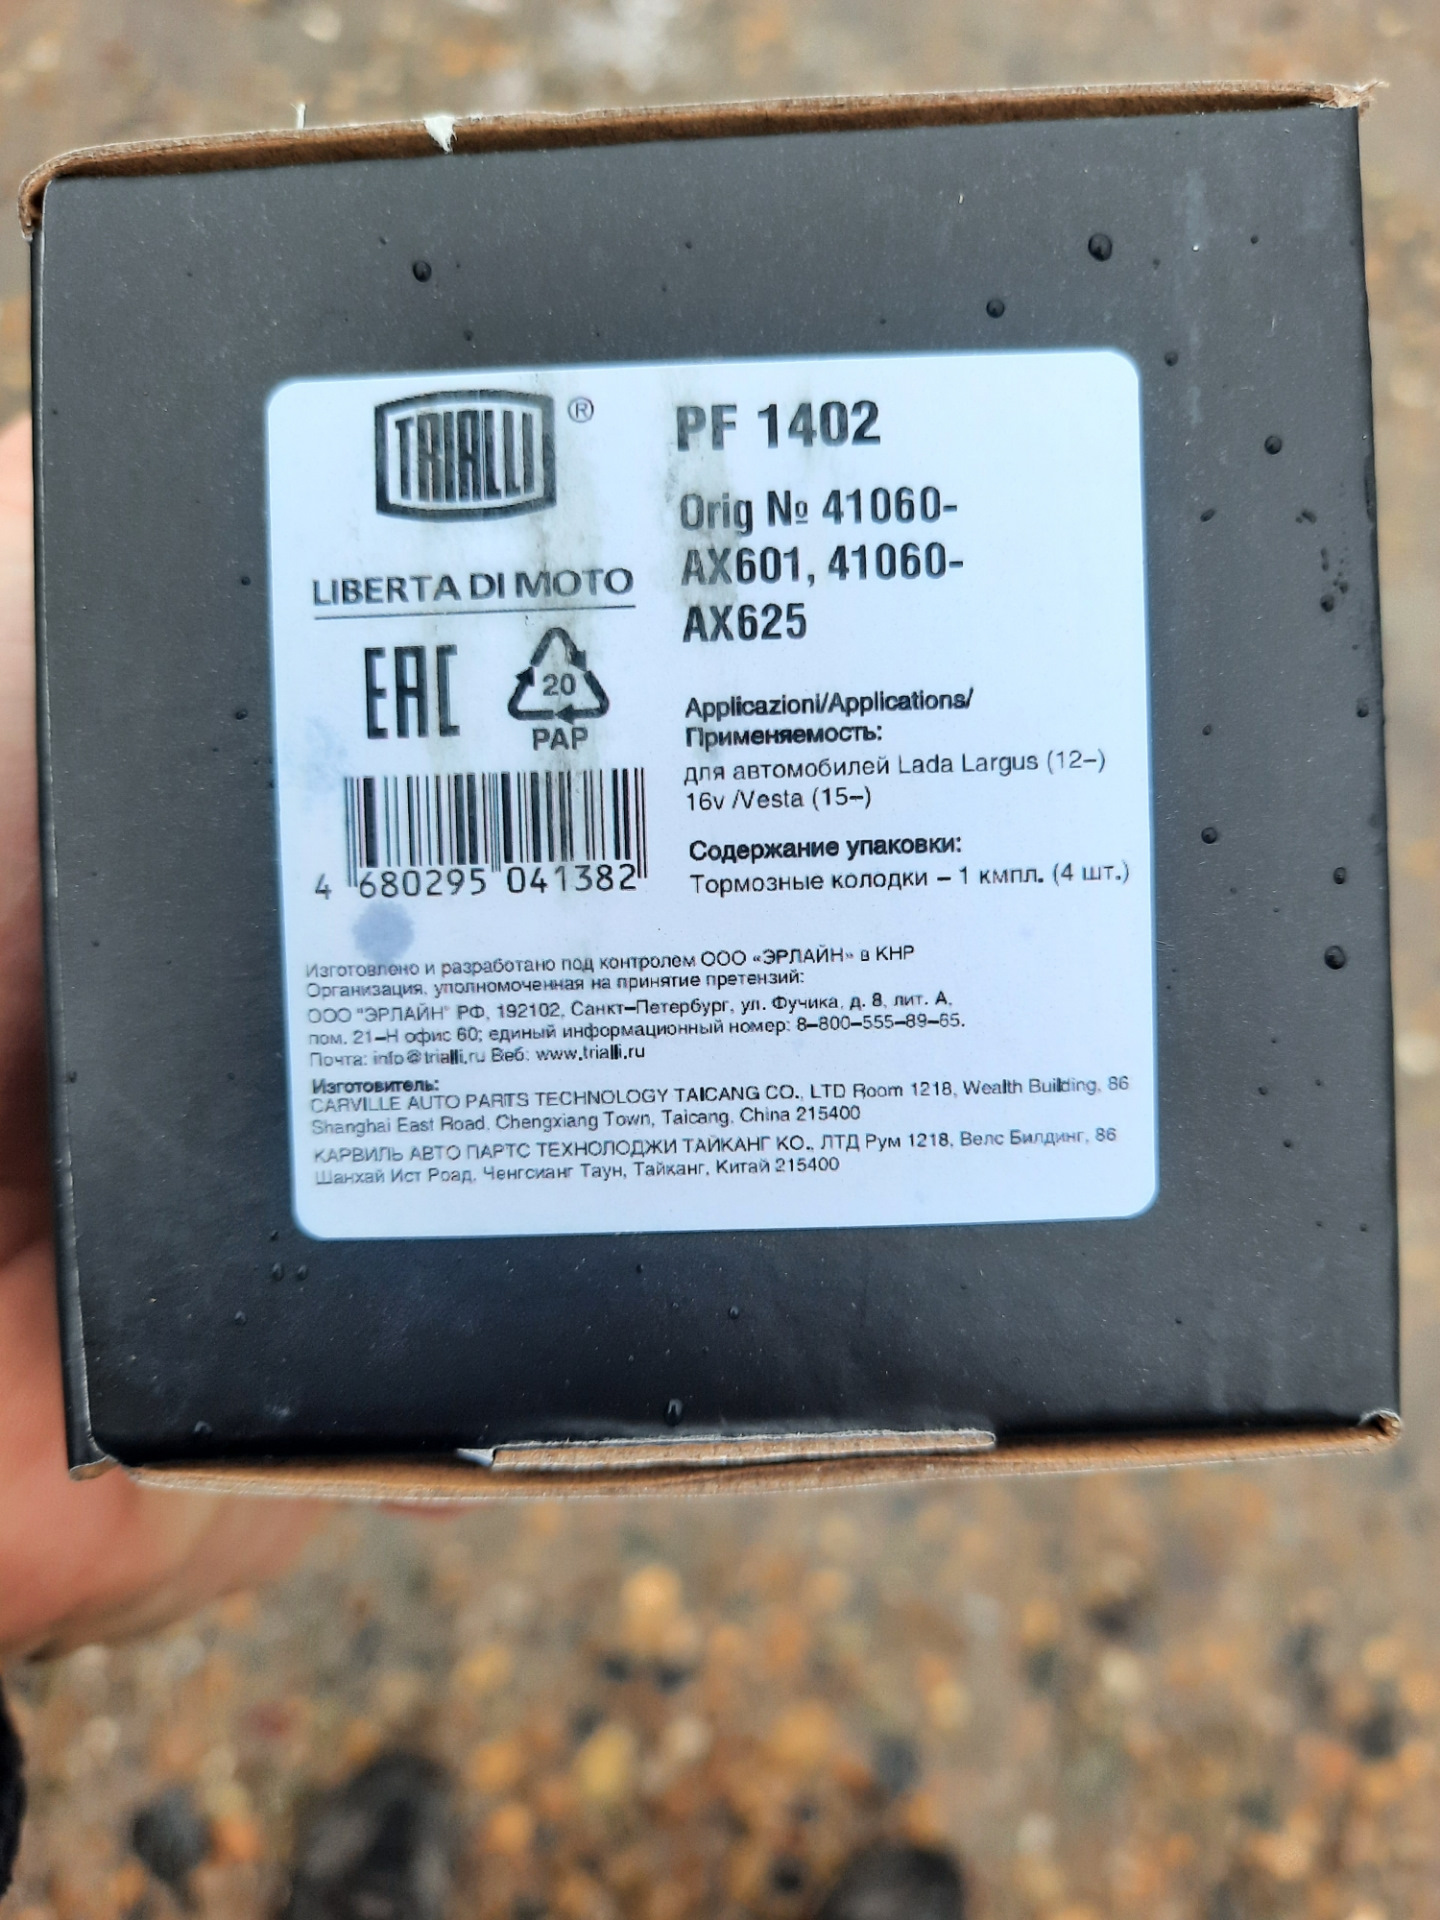 TRIALLI ®
LIBERTA DI MOTO
EAC
20
PAP
4 680295 041382
PF 1402
Orig № 41060-
AX601, 41060-
AX625
Applicazioni/Applications/
Применяемость:
для автомобилей Lada Largus (12–)
16v /Vesta (15–)
Содержание упаковки:
Тормозные колодки – 1 кмпл. (4 шт.)
Изготовлено и разработано под контролем ООО «ЭРЛАЙН» в КНР
Организация, уполномоченная на принятие претензий:
ООО "ЭРЛАЙН" РФ, 192102, Санкт–Петербург, ул. Фучика, д. 8, лит. А,
пом. 21–Н офис 60; единый информационный номер: 8–800–555–89–65.
Почта: info@trialli.ru Веб: www.trialli.ru
Изготовитель:
CARVILLE AUTO PARTS TECHNOLOGY TAICANG CO., LTD Room 1218, Wealth Building, 86
Shanghai East Road, Chengxiang Town, Taicang, China 215400
КАРВИЛЬ АВТО ПАРТС ТЕХНОЛОДЖИ ТАЙКАНГ КО., ЛТД Рум 1218, Велс Билдинг, 86
Шанхай Ист Роад, Ченгсианг Таун, Тайканг, Китай 215400